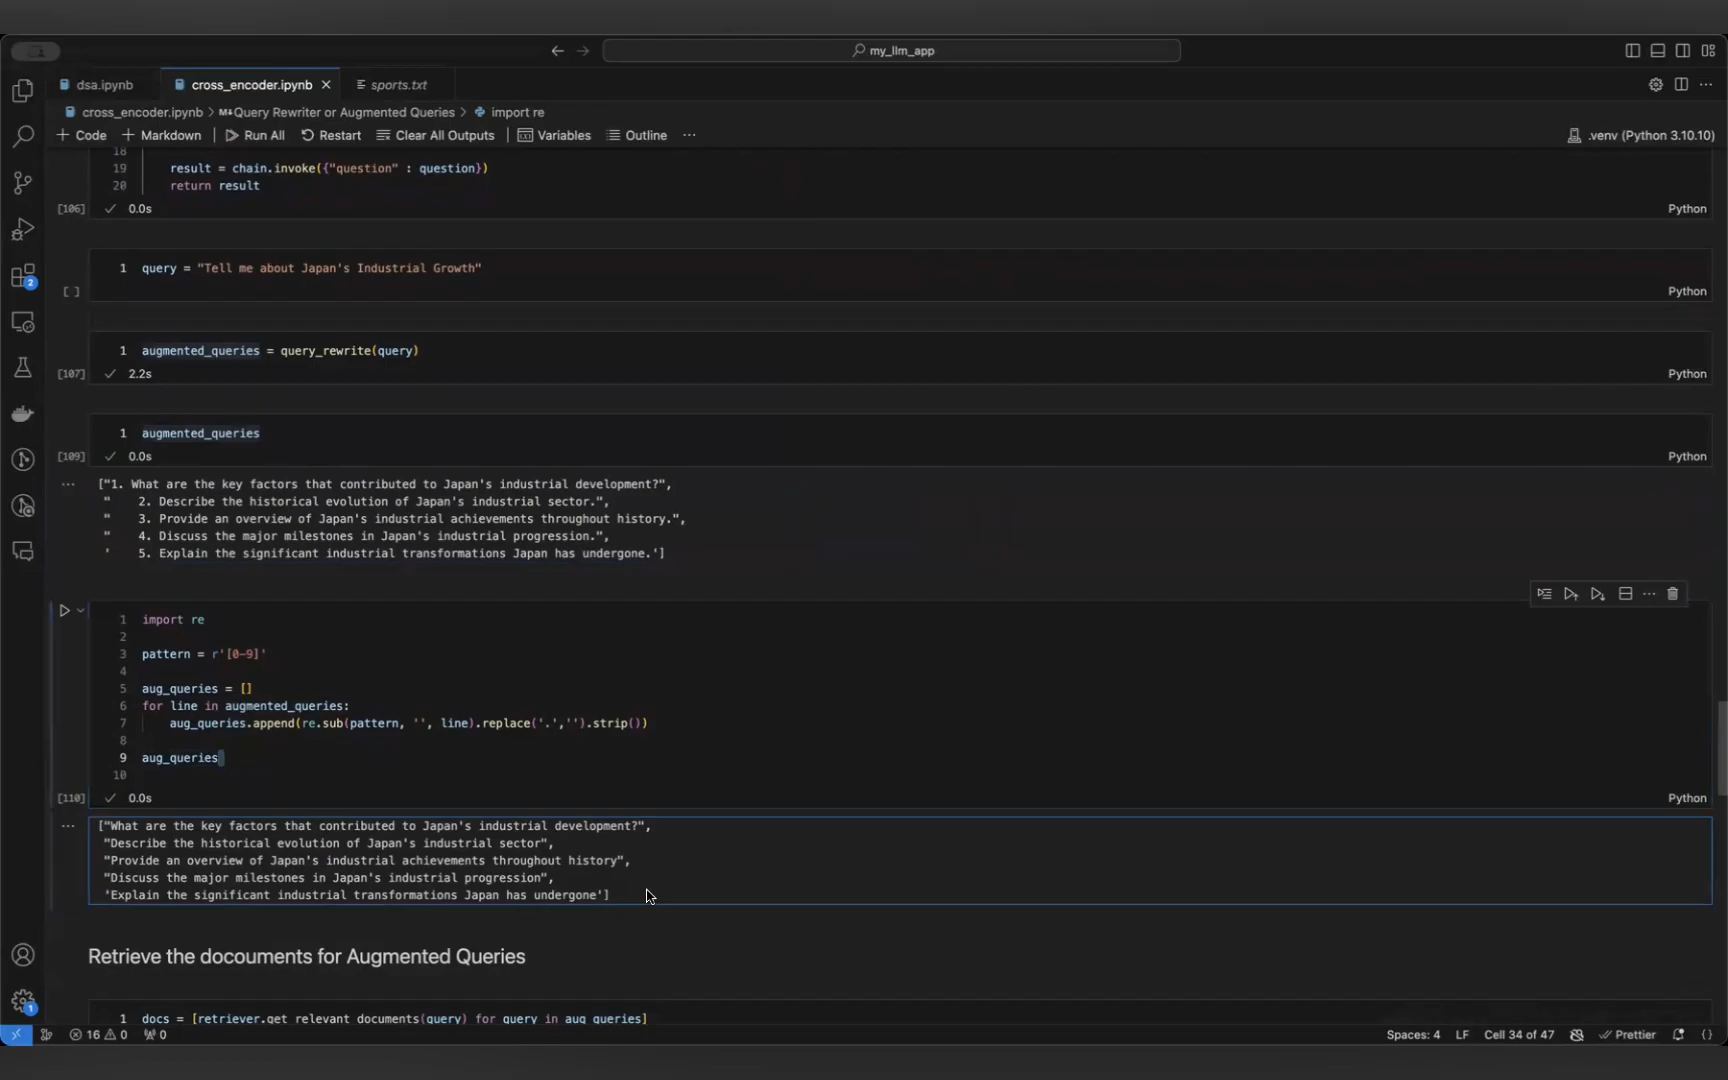 my_llm_app
dsa.ipynb
cross_encoder.ipynb
sports.txt
cross_encoder.ipynb > M↓Query Rewriter or Augmented Queries > import re
+ Code + Markdown Run All Restart Clear All Outputs Variables Outline ...
.venv (Python 3.10.10)
18
19 result = chain.invoke({"question" : question})
20 return result
[106] ✓ 0.0s Python
1 query = "Tell me about Japan's Industrial Growth"
[ ] Python
1 augmented_queries = query_rewrite(query)
[107] ✓ 2.2s Python
1 augmented_queries
[109] ✓ 0.0s Python
["1. What are the key factors that contributed to Japan's industrial development?",
" 2. Describe the historical evolution of Japan's industrial sector.",
" 3. Provide an overview of Japan's industrial achievements throughout history.",
" 4. Discuss the major milestones in Japan's industrial progression.",
' 5. Explain the significant industrial transformations Japan has undergone.']
1 import re
2
3 pattern = r'[0-9]'
4
5 aug_queries = []
6 for line in augmented_queries:
7 aug_queries.append(re.sub(pattern, '', line).replace('.','').strip())
8
9 aug_queries
10
[110] ✓ 0.0s Python
["What are the key factors that contributed to Japan's industrial development?",
"Describe the historical evolution of Japan's industrial sector",
"Provide an overview of Japan's industrial achievements throughout history",
"Discuss the major milestones in Japan's industrial progression",
'Explain the significant industrial transformations Japan has undergone']
Retrieve the docouments for Augmented Queries
1 docs = [retriever.get_relevant_documents(query) for query in aug_queries]
16 0 0 Spaces: 4 LF Cell 34 of 47 Prettier
2
1